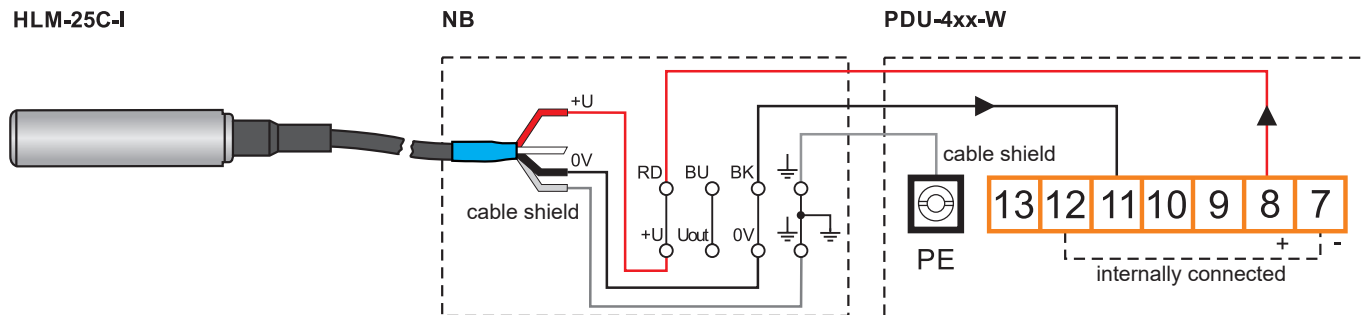 HLM-25C-I
NB
PDU-4xx-W
+U
0V
cable shield
RD BU BK
+U Uout 0V
cable shield
PE
13 12 11 10 9 8 7
+ -
internally connected